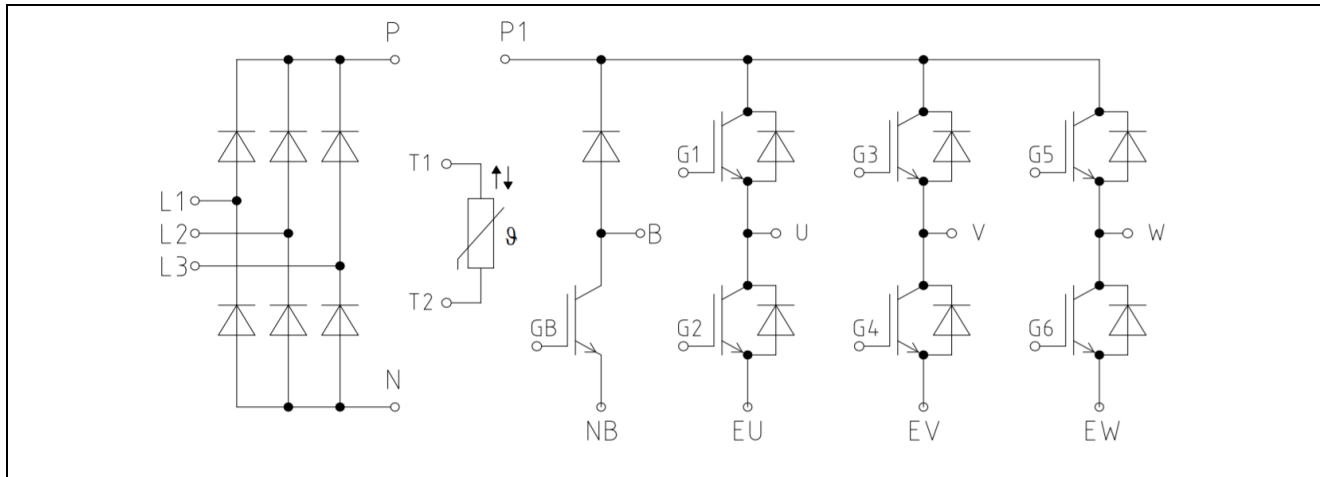 P P1
T1 G1 G3 G5
L1
L2 B U V W
L3 ϑ
T2 GB G2 G4 G6
N
NB EU EV EW